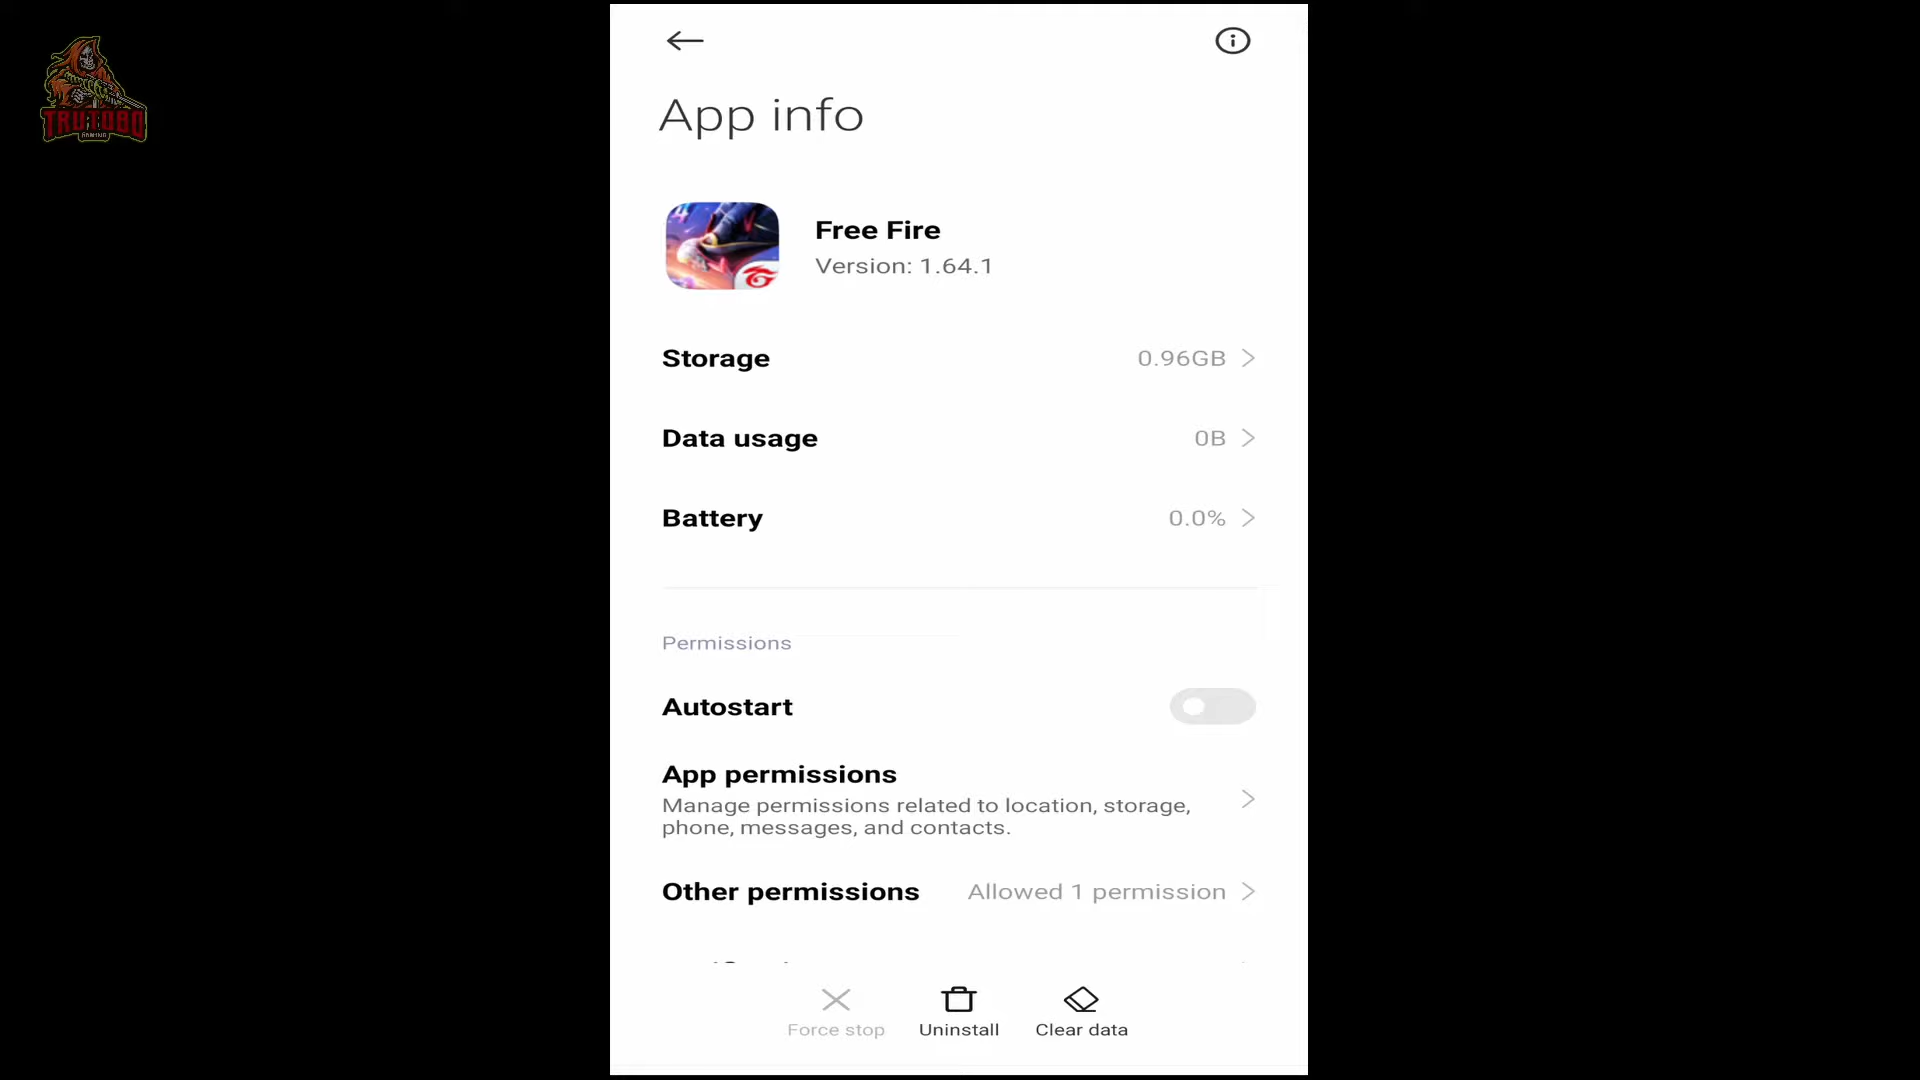 TRUTOBO
GAMING
App info
Free Fire
Version: 1.64.1
Storage 0.96GB
Data usage 0B
Battery 0.0%
Permissions
Autostart
App permissions
Manage permissions related to location, storage,
phone, messages, and contacts.
Other permissions Allowed 1 permission
Force stop Uninstall Clear data